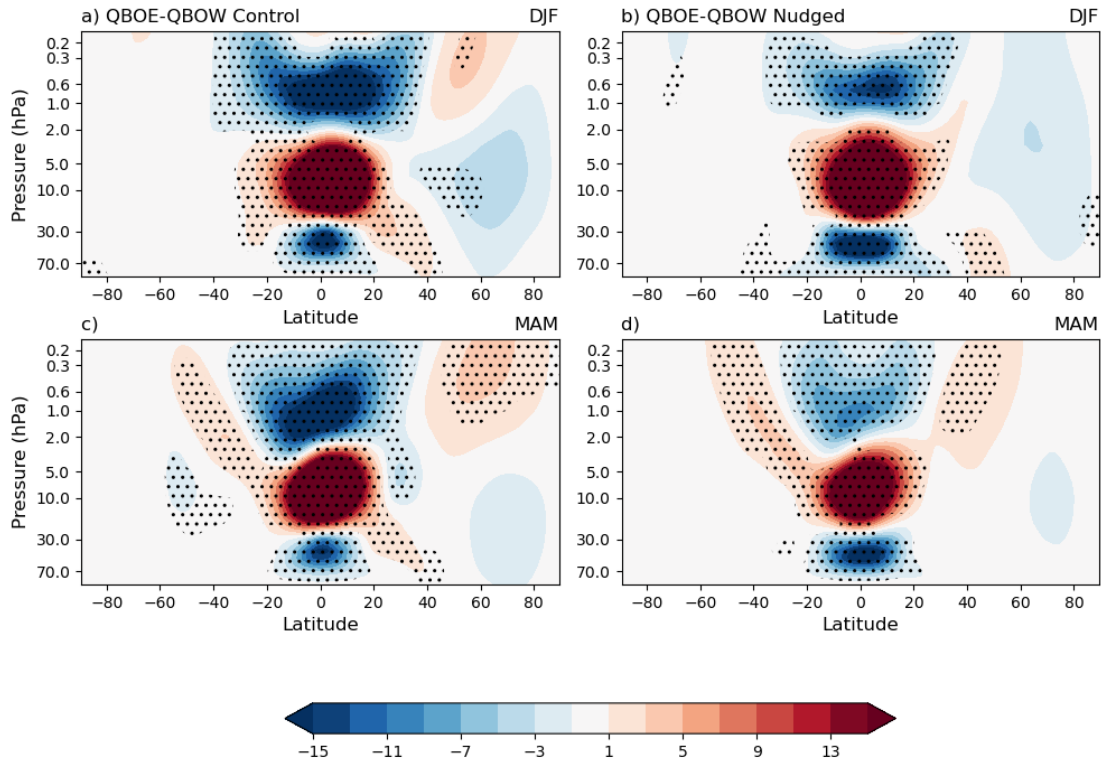 a) QBOE-QBOW Control DJF
b) QBOE-QBOW Nudged DJF
0.2
0.3
0.6
1.0
2.0
5.0
10.0
30.0
70.0
Pressure (hPa)
−80 −60 −40 −20 0 20 40 60 80
Latitude
0.2
0.3
0.6
1.0
2.0
5.0
10.0
30.0
70.0
−80 −60 −40 −20 0 20 40 60 80
Latitude
c) MAM
d) MAM
0.2
0.3
0.6
1.0
2.0
5.0
10.0
30.0
70.0
Pressure (hPa)
−80 −60 −40 −20 0 20 40 60 80
Latitude
0.2
0.3
0.6
1.0
2.0
5.0
10.0
30.0
70.0
−80 −60 −40 −20 0 20 40 60 80
Latitude
−15 −11 −7 −3 1 5 9 13